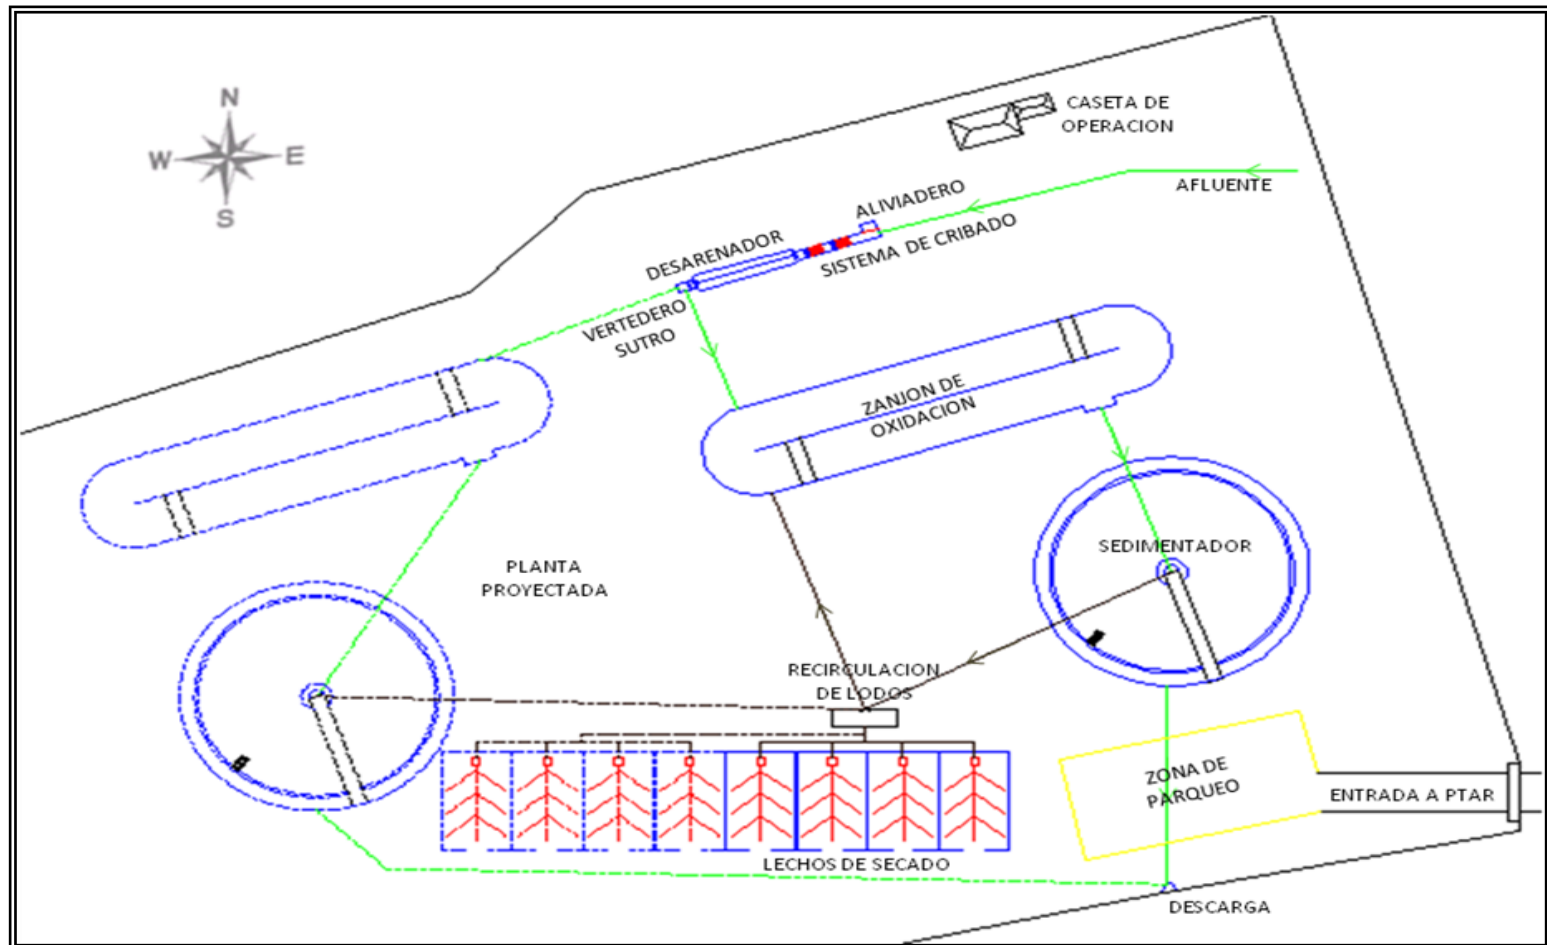 N
W E
S
CASETA DE
OPERACION
AFLUENTE
ALIVIADERO
SISTEMA DE CRIBADO
DESARENADOR
VERTEDERO
SUTRO
ZANJON DE
OXIDACION
SEDIMENTADOR
PLANTA
PROYECTADA
RECIRCULACION
DE LODOS
ZONA DE
PARQUEO
ENTRADA A PTAR
LECHOS DE SECADO
DESCARGA